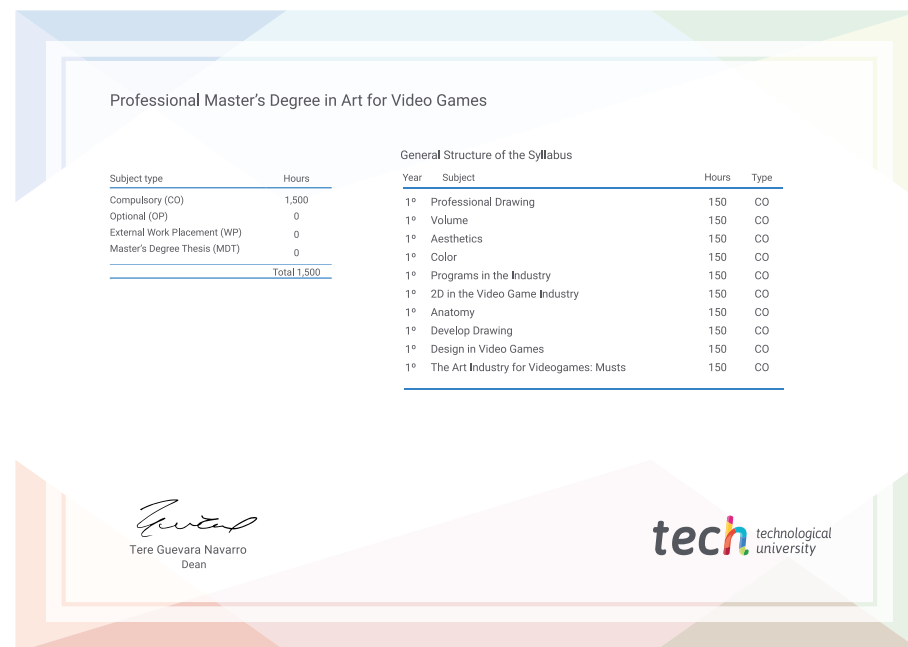 Professional Master's Degree in Art for Video Games
Subject type Hours
Compulsory (CO) 1,500
Optional (OP) 0
External Work Placement (WP) 0
Master's Degree Thesis (MDT) 0
Total 1,500
General Structure of the Syllabus
Year Subject Hours Type
1º Professional Drawing 150 CO
1º Volume 150 CO
1º Aesthetics 150 CO
1º Color 150 CO
1º Programs in the Industry 150 CO
1º 2D in the Video Game Industry 150 CO
1º Anatomy 150 CO
1º Develop Drawing 150 CO
1º Design in Video Games 150 CO
1º The Art Industry for Videogames: Musts 150 CO
Tere Guevara Navarro
Dean
tech technological
university